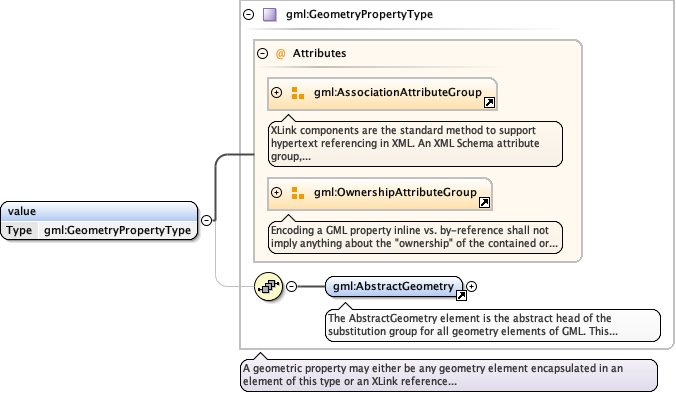 gml:GeometryPropertyType
@ Attributes
gml:AssociationAttributeGroup
XLink components are the standard method to support
hypertext referencing in XML. An XML Schema attribute
group,...
gml:OwnershipAttributeGroup
Encoding a GML property inline vs. by-reference shall not
imply anything about the "ownership" of the contained or...
value
Type gml:GeometryPropertyType
gml:AbstractGeometry
The AbstractGeometry element is the abstract head of the
substitution group for all geometry elements of GML. This...
A geometric property may either be any geometry element encapsulated in an
element of this type or an XLink reference...